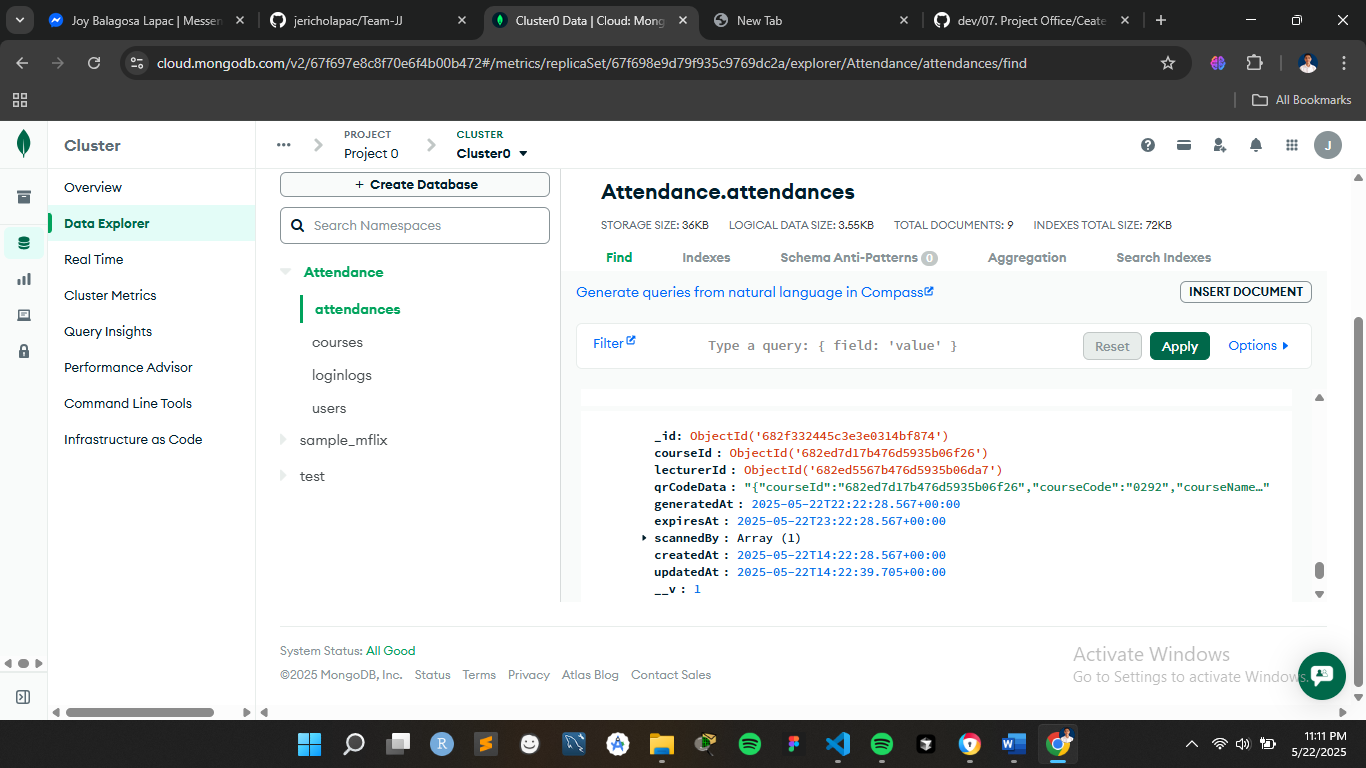 Joy Balagosa Lapac | Messen
jericholapac/Team-JJ
Cluster0 Data | Cloud: Mong
New Tab
dev/07. Project Office/Ceate
cloud.mongodb.com/v2/67f697e8c8f70e6f4b00b472#/metrics/replicaSet/67f698e9d79f935c9769dc2a/explorer/Attendance/attendances/find
All Bookmarks
Cluster
PROJECT
Project 0
CLUSTER
Cluster0
J
Overview
Data Explorer
Real Time
Cluster Metrics
Query Insights
Performance Advisor
Command Line Tools
Infrastructure as Code
+ Create Database
Search Namespaces
Attendance
attendances
courses
loginlogs
users
sample_mflix
test
Attendance.attendances
STORAGE SIZE: 36KB LOGICAL DATA SIZE: 3.55KB TOTAL DOCUMENTS: 9 INDEXES TOTAL SIZE: 72KB
Find Indexes Schema Anti-Patterns 0 Aggregation Search Indexes
Generate queries from natural language in Compass
INSERT DOCUMENT
Filter
Type a query: { field: 'value' }
Reset
Apply
Options
_id: ObjectId('682f332445c3e3e0314bf874')
courseId : ObjectId('682ed7d17b476d5935b06f26')
lecturerId : ObjectId('682ed5567b476d5935b06da7')
qrCodeData : "{"courseId":"682ed7d17b476d5935b06f26","courseCode":"0292","courseName…"
generatedAt : 2025-05-22T22:22:28.567+00:00
expiresAt : 2025-05-22T23:22:28.567+00:00
scannedBy : Array (1)
createdAt : 2025-05-22T14:22:28.567+00:00
updatedAt : 2025-05-22T14:22:39.705+00:00
__v : 1
System Status: All Good
©2025 MongoDB, Inc. Status Terms Privacy Atlas Blog Contact Sales
Activate Windows
Go to Settings to activate Windows.
11:11 PM
5/22/2025